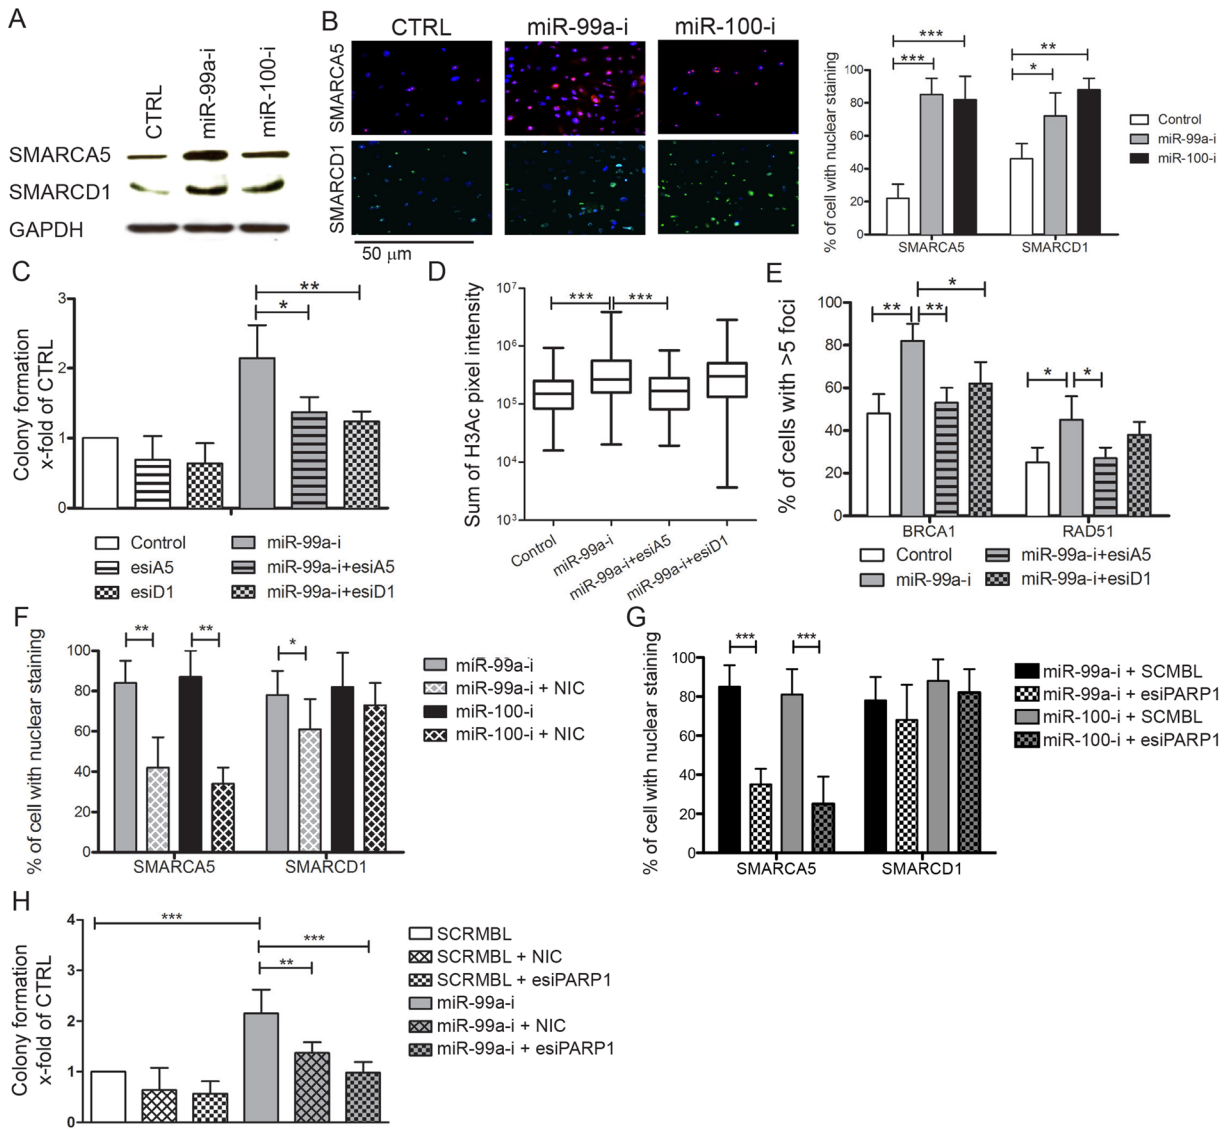 A
CTRL
miR-99a-i
miR-100-i
SMARCA5
SMARCD1
GAPDH
B
CTRL
miR-99a-i
miR-100-i
SMARCA5
SMARCD1
50 µm
% of cell with nuclear staining
100
80
60
40
20
0
***
***
**
*
SMARCA5
SMARCD1
Control
miR-99a-i
miR-100-i
C
Colony formation
x-fold of CTRL
3
2
1
0
**
*
Control
esiA5
esiD1
miR-99a-i
miR-99a-i+esiA5
miR-99a-i+esiD1
D
Sum of H3Ac pixel intensity
10⁷
10⁶
10⁵
10⁴
10³
***
***
Control
miR-99a-i
miR-99a-i+esiA5
miR-99a-i+esiD1
E
% of cells with >5 foci
100
80
60
40
20
0
*
**
**
*
*
BRCA1
RAD51
Control
miR-99a-i
miR-99a-i+esiA5
miR-99a-i+esiD1
F
% of cell with nuclear staining
100
80
60
40
20
0
**
**
*
SMARCA5
SMARCD1
miR-99a-i
miR-99a-i + NIC
miR-100-i
miR-100-i + NIC
G
% of cell with nuclear staining
100
80
60
40
20
0
***
***
SMARCA5
SMARCD1
miR-99a-i + SCMBL
miR-99a-i + esiPARP1
miR-100-i + SCMBL
miR-100-i + esiPARP1
H
Colony formation
x-fold of CTRL
4
3
2
1
0
***
***
**
SCRMBL
SCRMBL + NIC
SCRMBL + esiPARP1
miR-99a-i
miR-99a-i + NIC
miR-99a-i + esiPARP1